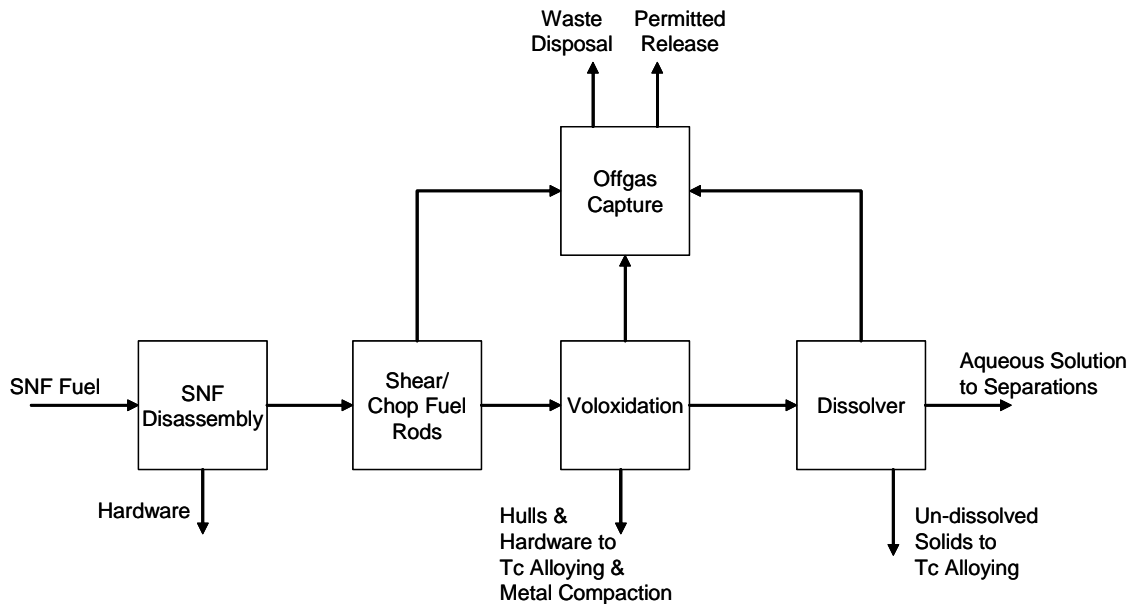 Waste
Disposal
Permitted
Release
Offgas
Capture
SNF Fuel
SNF
Disassembly
Shear/
Chop Fuel
Rods
Voloxidation
Dissolver
Aqueous Solution
to Separations
Hardware
Hulls &
Hardware to
Tc Alloying &
Metal Compaction
Un-dissolved
Solids to
Tc Alloying